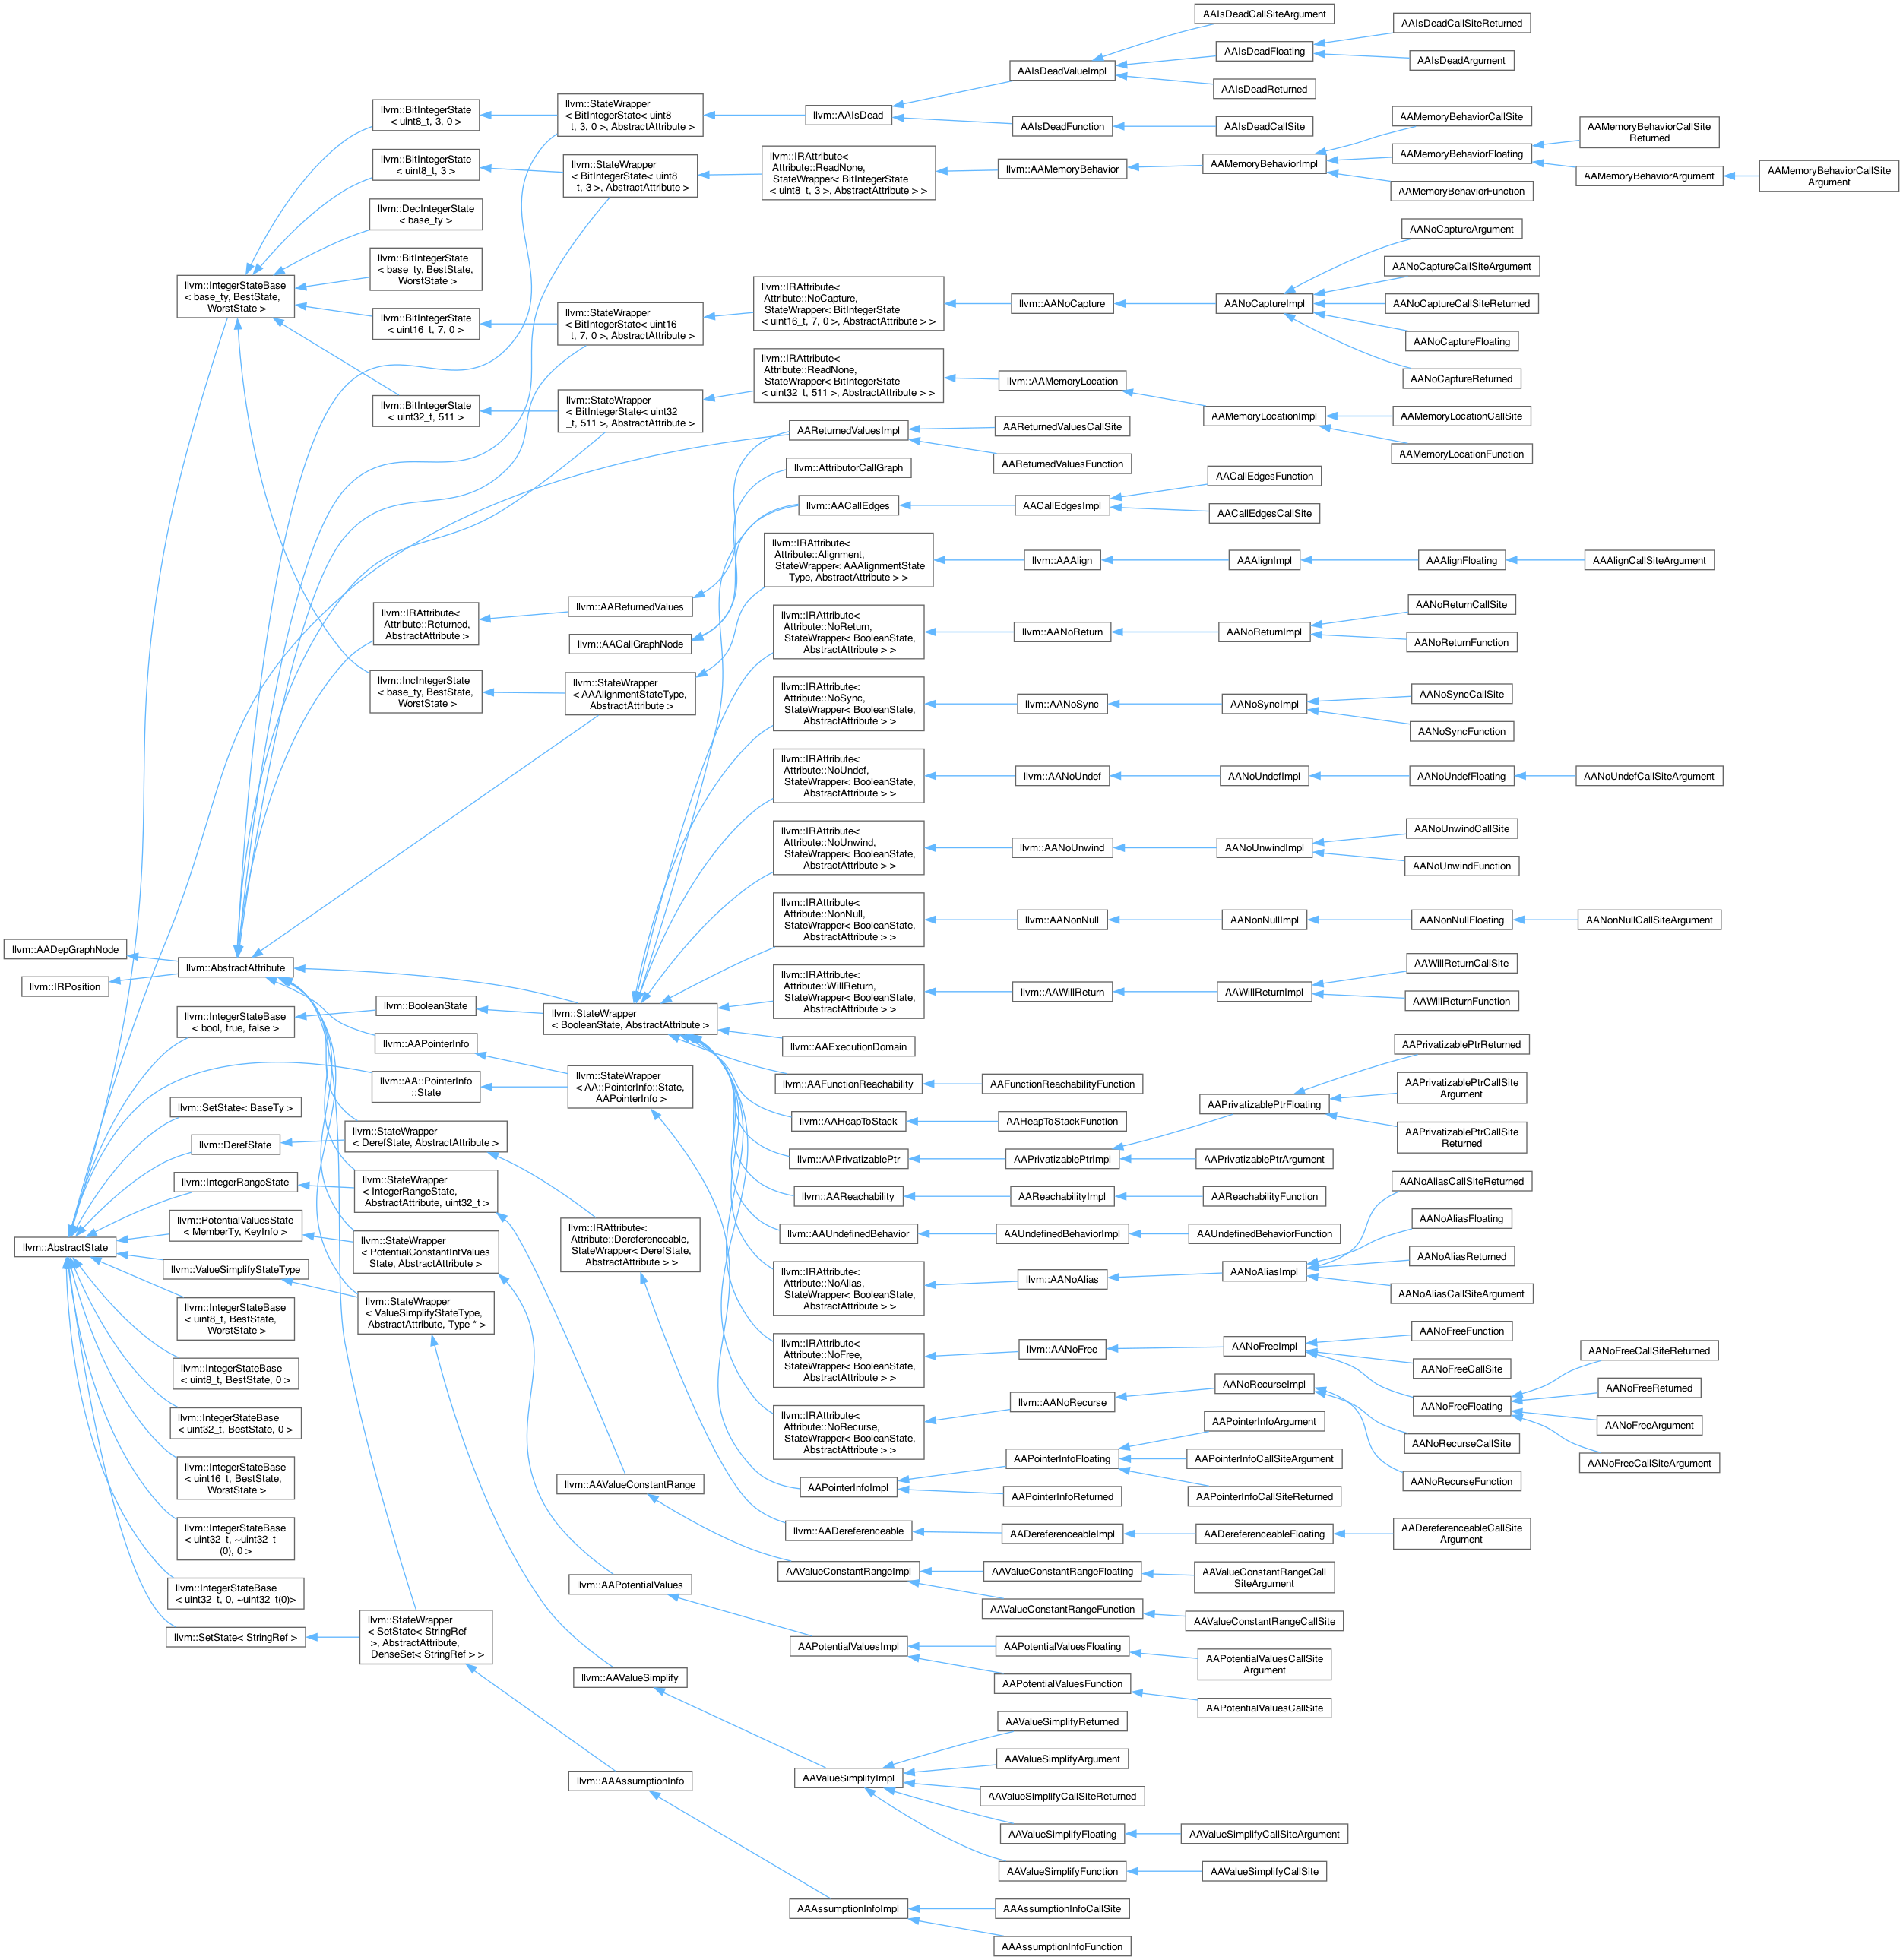 llvm::AADepGraphNode
llvm::IRPosition
llvm::AbstractState
llvm::IntegerStateBase
< base_ty, BestState,
WorstState >
llvm::AbstractAttribute
llvm::IntegerStateBase
< bool, true, false >
llvm::SetState< BaseTy >
llvm::DerefState
llvm::IntegerRangeState
llvm::PotentialValuesState
< MemberTy, KeyInfo >
llvm::ValueSimplifyStateType
llvm::IntegerStateBase
< uint8_t, BestState,
WorstState >
llvm::IntegerStateBase
< uint8_t, BestState, 0 >
llvm::IntegerStateBase
< uint32_t, BestState, 0 >
llvm::IntegerStateBase
< uint16_t, BestState,
WorstState >
llvm::IntegerStateBase
< uint32_t, ~uint32_t
(0), 0 >
llvm::IntegerStateBase
< uint32_t, 0, ~uint32_t(0)>
llvm::SetState< StringRef >
llvm::BitIntegerState
< uint8_t, 3, 0 >
llvm::BitIntegerState
< uint8_t, 3 >
llvm::DecIntegerState
< base_ty >
llvm::BitIntegerState
< base_ty, BestState,
WorstState >
llvm::BitIntegerState
< uint16_t, 7, 0 >
llvm::BitIntegerState
< uint32_t, 511 >
llvm::IRAttribute<
Attribute::Returned,
AbstractAttribute >
llvm::IncIntegerState
< base_ty, BestState,
WorstState >
llvm::BooleanState
llvm::AAPointerInfo
llvm::AA::PointerInfo
::State
llvm::StateWrapper
< DerefState, AbstractAttribute >
llvm::StateWrapper
< IntegerRangeState,
AbstractAttribute, uint32_t >
llvm::StateWrapper
< PotentialConstantIntValues
State, AbstractAttribute >
llvm::StateWrapper
< ValueSimplifyStateType,
AbstractAttribute, Type * >
llvm::StateWrapper
< SetState< StringRef
>, AbstractAttribute,
DenseSet< StringRef > >
llvm::StateWrapper
< BitIntegerState< uint8
_t, 3, 0 >, AbstractAttribute >
llvm::StateWrapper
< BitIntegerState< uint8
_t, 3 >, AbstractAttribute >
llvm::StateWrapper
< BitIntegerState< uint16
_t, 7, 0 >, AbstractAttribute >
llvm::StateWrapper
< BitIntegerState< uint32
_t, 511 >, AbstractAttribute >
llvm::AAReturnedValues
llvm::AACallGraphNode
llvm::StateWrapper
< AAAlignmentStateType,
AbstractAttribute >
llvm::StateWrapper
< BooleanState, AbstractAttribute >
llvm::StateWrapper
< AA::PointerInfo::State,
AAPointerInfo >
llvm::IRAttribute<
Attribute::Dereferenceable,
StateWrapper< DerefState,
AbstractAttribute > >
llvm::AAValueConstantRange
llvm::AAPotentialValues
llvm::AAValueSimplify
llvm::AAAssumptionInfo
llvm::AAIsDead
llvm::IRAttribute<
Attribute::ReadNone,
StateWrapper< BitIntegerState
< uint8_t, 3 >, AbstractAttribute > >
llvm::IRAttribute<
Attribute::NoCapture,
StateWrapper< BitIntegerState
< uint16_t, 7, 0 >, AbstractAttribute > >
llvm::IRAttribute<
Attribute::ReadNone,
StateWrapper< BitIntegerState
< uint32_t, 511 >, AbstractAttribute > >
AAReturnedValuesImpl
llvm::AttributorCallGraph
llvm::AACallEdges
llvm::IRAttribute<
Attribute::Alignment,
StateWrapper< AAAlignmentState
Type, AbstractAttribute > >
llvm::IRAttribute<
Attribute::NoReturn,
StateWrapper< BooleanState,
AbstractAttribute > >
llvm::IRAttribute<
Attribute::NoSync,
StateWrapper< BooleanState,
AbstractAttribute > >
llvm::IRAttribute<
Attribute::NoUndef,
StateWrapper< BooleanState,
AbstractAttribute > >
llvm::IRAttribute<
Attribute::NoUnwind,
StateWrapper< BooleanState,
AbstractAttribute > >
llvm::IRAttribute<
Attribute::NonNull,
StateWrapper< BooleanState,
AbstractAttribute > >
llvm::IRAttribute<
Attribute::WillReturn,
StateWrapper< BooleanState,
AbstractAttribute > >
llvm::AAExecutionDomain
llvm::AAFunctionReachability
llvm::AAHeapToStack
llvm::AAPrivatizablePtr
llvm::AAReachability
llvm::AAUndefinedBehavior
llvm::IRAttribute<
Attribute::NoAlias,
StateWrapper< BooleanState,
AbstractAttribute > >
llvm::IRAttribute<
Attribute::NoFree,
StateWrapper< BooleanState,
AbstractAttribute > >
llvm::IRAttribute<
Attribute::NoRecurse,
StateWrapper< BooleanState,
AbstractAttribute > >
AAPointerInfoImpl
llvm::AADereferenceable
AAValueConstantRangeImpl
AAPotentialValuesImpl
AAValueSimplifyImpl
AAAssumptionInfoImpl
AAIsDeadValueImpl
AAIsDeadFunction
llvm::AAMemoryBehavior
llvm::AANoCapture
llvm::AAMemoryLocation
AAReturnedValuesCallSite
AAReturnedValuesFunction
AACallEdgesImpl
llvm::AAAlign
llvm::AANoReturn
llvm::AANoSync
llvm::AANoUndef
llvm::AANoUnwind
llvm::AANonNull
llvm::AAWillReturn
AAFunctionReachabilityFunction
AAHeapToStackFunction
AAPrivatizablePtrImpl
AAReachabilityImpl
AAUndefinedBehaviorImpl
llvm::AANoAlias
llvm::AANoFree
llvm::AANoRecurse
AAPointerInfoFloating
AAPointerInfoReturned
AADereferenceableImpl
AAValueConstantRangeFloating
AAValueConstantRangeFunction
AAPotentialValuesFloating
AAPotentialValuesFunction
AAValueSimplifyReturned
AAValueSimplifyArgument
AAValueSimplifyCallSiteReturned
AAValueSimplifyFloating
AAValueSimplifyFunction
AAAssumptionInfoCallSite
AAAssumptionInfoFunction
AAIsDeadCallSiteArgument
AAIsDeadFloating
AAIsDeadReturned
AAIsDeadCallSite
AAMemoryBehaviorImpl
AANoCaptureImpl
AAMemoryLocationImpl
AACallEdgesFunction
AACallEdgesCallSite
AAAlignImpl
AANoReturnImpl
AANoSyncImpl
AANoUndefImpl
AANoUnwindImpl
AANonNullImpl
AAWillReturnImpl
AAPrivatizablePtrFloating
AAPrivatizablePtrArgument
AAReachabilityFunction
AAUndefinedBehaviorFunction
AANoAliasImpl
AANoFreeImpl
AANoRecurseImpl
AAPointerInfoArgument
AAPointerInfoCallSiteArgument
AAPointerInfoCallSiteReturned
AADereferenceableFloating
AAValueConstantRangeCall
SiteArgument
AAValueConstantRangeCallSite
AAPotentialValuesCallSite
Argument
AAPotentialValuesCallSite
AAValueSimplifyCallSiteArgument
AAValueSimplifyCallSite
AAIsDeadCallSiteReturned
AAIsDeadArgument
AAMemoryBehaviorCallSite
AAMemoryBehaviorFloating
AAMemoryBehaviorFunction
AANoCaptureArgument
AANoCaptureCallSiteArgument
AANoCaptureCallSiteReturned
AANoCaptureFloating
AANoCaptureReturned
AAMemoryLocationCallSite
AAMemoryLocationFunction
AAAlignFloating
AANoReturnCallSite
AANoReturnFunction
AANoSyncCallSite
AANoSyncFunction
AANoUndefFloating
AANoUnwindCallSite
AANoUnwindFunction
AANonNullFloating
AAWillReturnCallSite
AAWillReturnFunction
AAPrivatizablePtrReturned
AAPrivatizablePtrCallSite
Argument
AAPrivatizablePtrCallSite
Returned
AANoAliasCallSiteReturned
AANoAliasFloating
AANoAliasReturned
AANoAliasCallSiteArgument
AANoFreeFunction
AANoFreeCallSite
AANoFreeFloating
AANoRecurseCallSite
AANoRecurseFunction
AADereferenceableCallSite
Argument
AAMemoryBehaviorCallSite
Returned
AAMemoryBehaviorArgument
AAAlignCallSiteArgument
AANoUndefCallSiteArgument
AANonNullCallSiteArgument
AANoFreeCallSiteReturned
AANoFreeReturned
AANoFreeArgument
AANoFreeCallSiteArgument
AAMemoryBehaviorCallSite
Argument